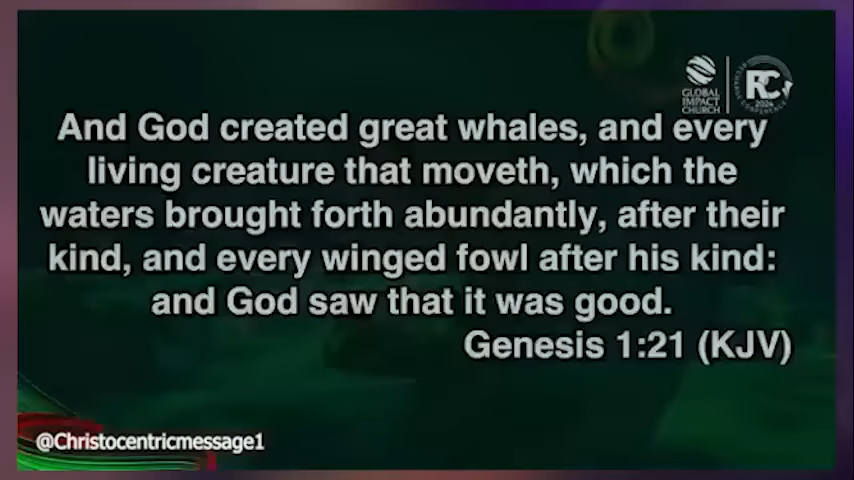 GLOBAL
IMPACT
CHURCH
RC
2024
And God created great whales, and every
living creature that moveth, which the
waters brought forth abundantly, after their
kind, and every winged fowl after his kind:
and God saw that it was good.
Genesis 1:21 (KJV)
@Christocentricmessage1